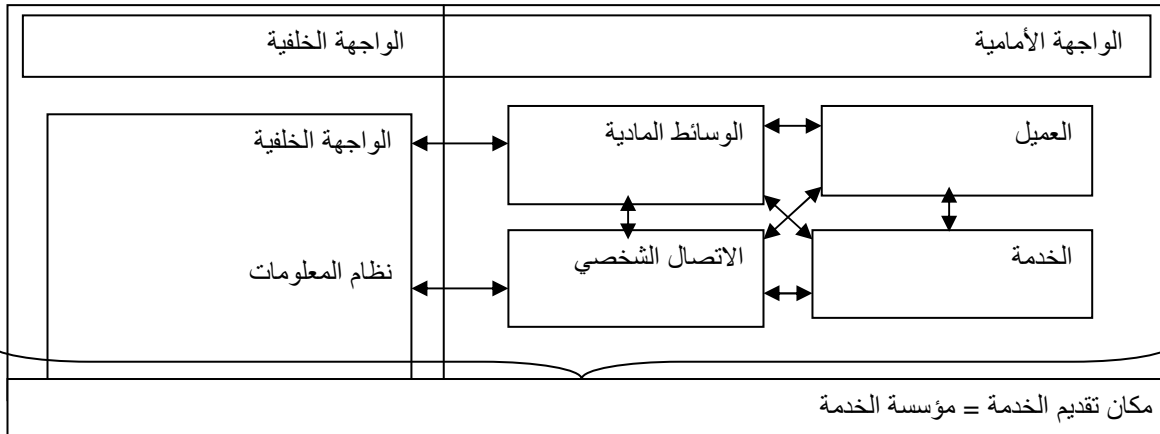 الواجهة الأمامية
الواجهة الخلفية
العميل
الوسائط المادية
الواجهة الخلفية
الخدمة
الاتصال الشخصي
نظام المعلومات
مكان تقديم الخدمة = مؤسسة الخدمة